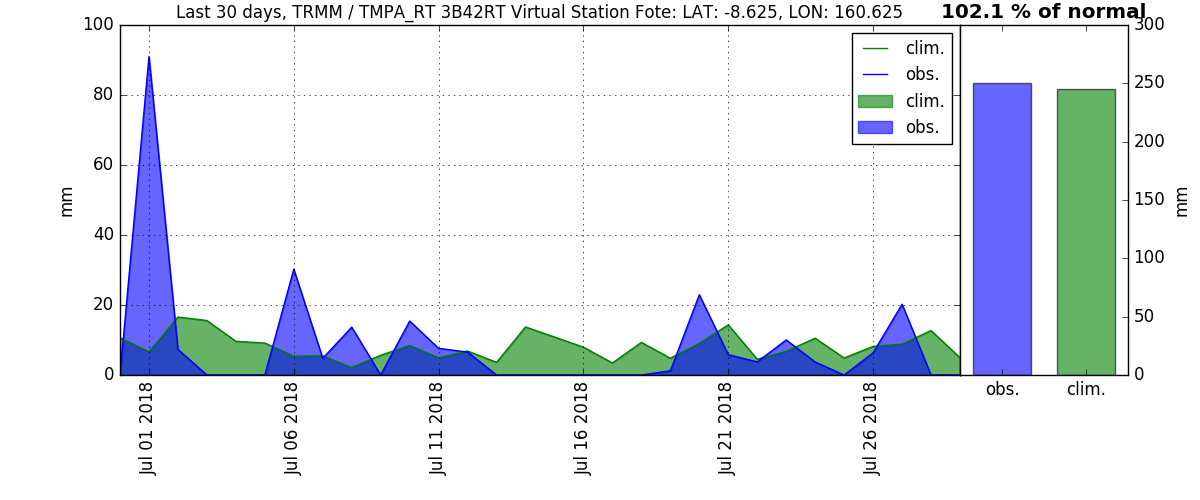 Last 30 days, TRMM / TMPA_RT 3B42RT Virtual Station Fote: LAT: -8.625, LON: 160.625
102.1 % of normal
100
80
60
40
20
0
mm
clim.
obs.
clim.
obs.
Jul 01 2018
Jul 06 2018
Jul 11 2018
Jul 16 2018
Jul 21 2018
Jul 26 2018
300
250
200
150
100
50
0
mm
obs.
clim.